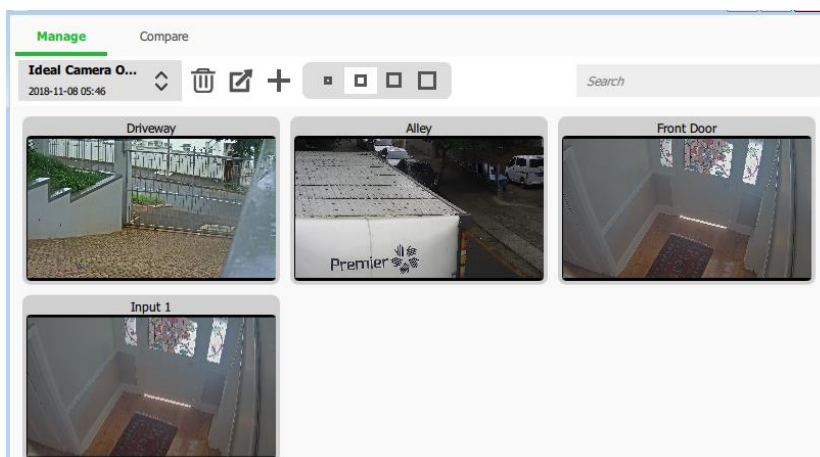 Manage
Compare
Ideal Camera O...
2018-11-08 05:46
Search
Driveway
Alley
Front Door
Premier
Input 1